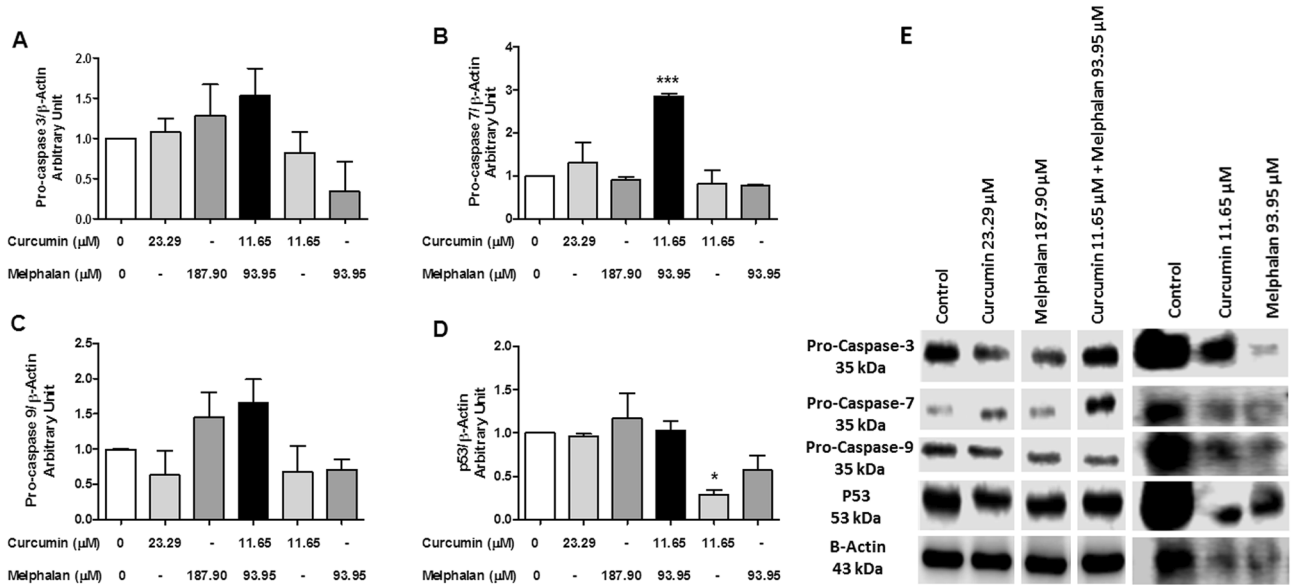 A
Pro-caspase 3/β-Actin
Arbitrary Unit
2.0
1.5
1.0
0.5
0.0
Curcumin (µM) 0 23.29 - 11.65 11.65 -
Melphalan (µM) 0 - 187.90 93.95 - 93.95
B
Pro-caspase 7/β-Actin
Arbitrary Unit
4
3
2
1
0
***
Curcumin (µM) 0 23.29 - 11.65 11.65 -
Melphalan (µM) 0 - 187.90 93.95 - 93.95
C
Pro-caspase 9/β-Actin
Arbitrary Unit
2.5
2.0
1.5
1.0
0.5
0.0
Curcumin (µM) 0 23.29 - 11.65 11.65 -
Melphalan (µM) 0 - 187.90 93.95 - 93.95
D
p53/β-Actin
Arbitrary Unit
2.0
1.5
1.0
0.5
0.0
*
Curcumin (µM) 0 23.29 - 11.65 11.65 -
Melphalan (µM) 0 - 187.90 93.95 - 93.95
E
Control
Curcumin 23.29 µM
Melphalan 187.90 µM
Curcumin 11.65 µM + Melphalan 93.95 µM
Control
Curcumin 11.65 µM
Melphalan 93.95 µM
Pro-Caspase-3
35 kDa
Pro-Caspase-7
35 kDa
Pro-Caspase-9
35 kDa
P53
53 kDa
B-Actin
43 kDa